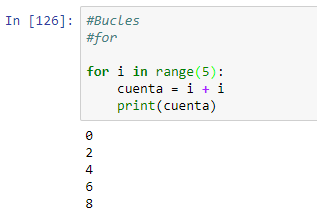 In [126]: #Bucles
#for

for i in range(5):
    cuenta = i + i
    print(cuenta)
0
2
4
6
8